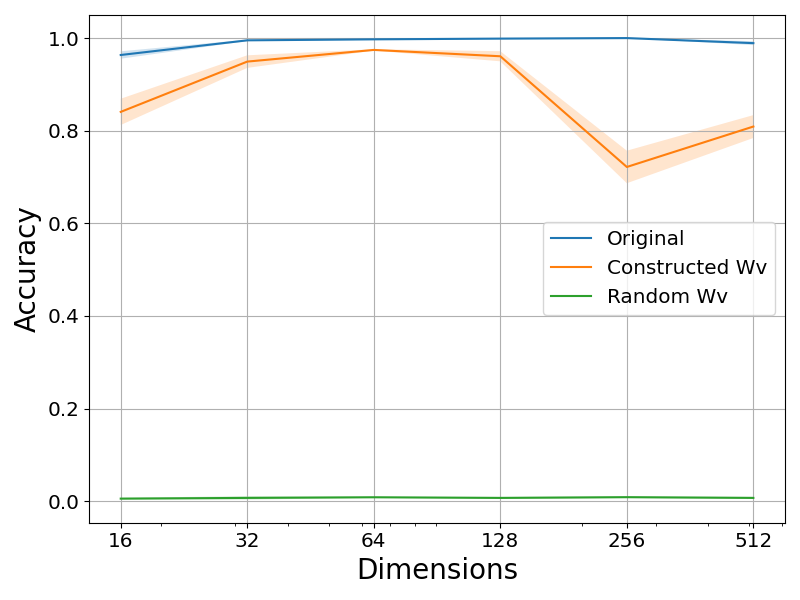 1.0
0.8
0.6
0.4
0.2
0.0
Accuracy
Original
Constructed Wv
Random Wv
16 32 64 128 256 512
Dimensions